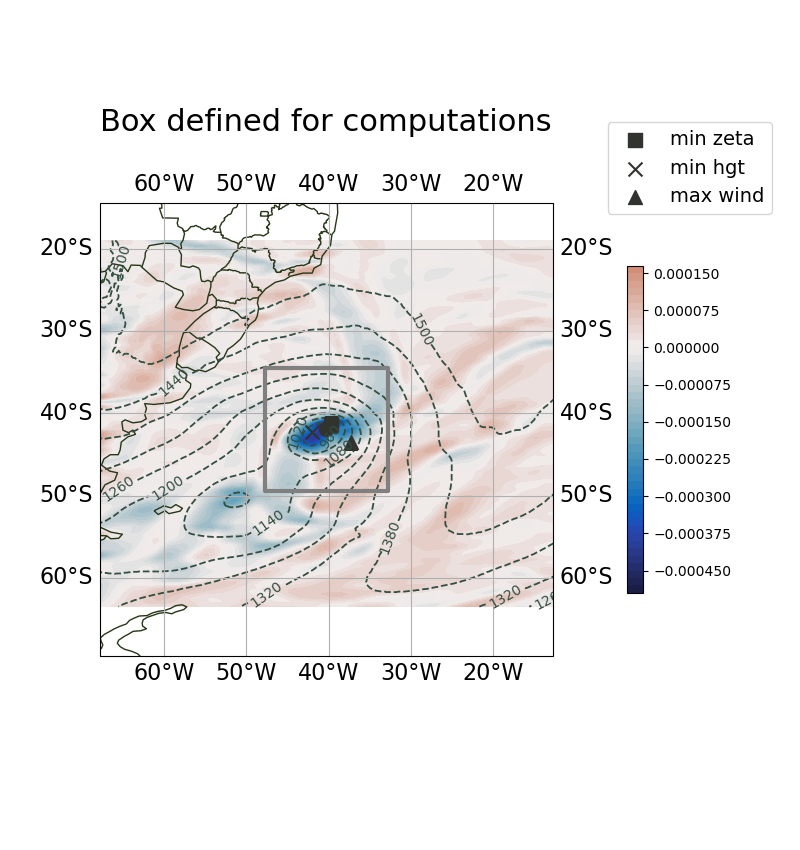 Box defined for computations
min zeta
min hgt
max wind
60°W 50°W 40°W 30°W 20°W
20°S 20°S
30°S 30°S
40°S 40°S
50°S 50°S
60°S 60°S
60°W 50°W 40°W 30°W 20°W
0.000150
0.000075
0.000000
−0.000075
−0.000150
−0.000225
−0.000300
−0.000375
−0.000450
1500
1500
1440
1080
1260
1200
1140
1380
1320
1320